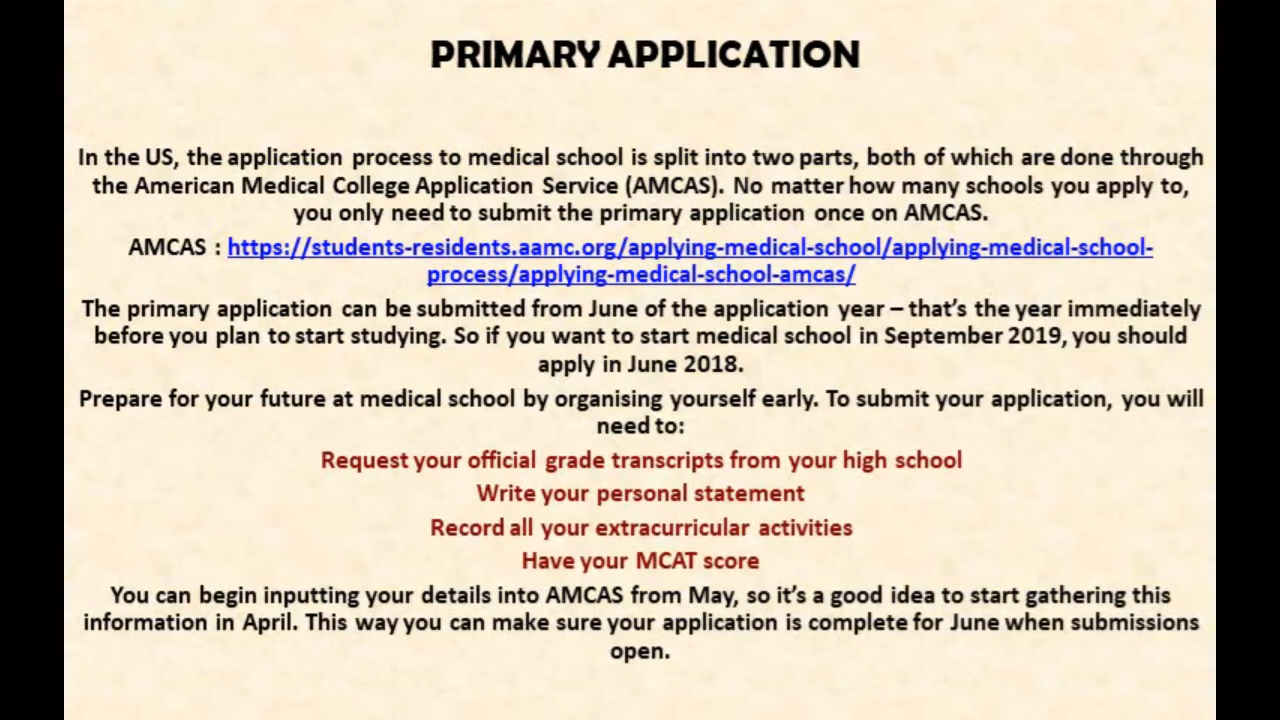 PRIMARY APPLICATION
In the US, the application process to medical school is split into two parts, both of which are done through
the American Medical College Application Service (AMCAS). No matter how many schools you apply to,
you only need to submit the primary application once on AMCAS.
AMCAS : https://students-residents.aamc.org/applying-medical-school/applying-medical-school-
process/applying-medical-school-amcas/
The primary application can be submitted from June of the application year – that's the year immediately
before you plan to start studying. So if you want to start medical school in September 2019, you should
apply in June 2018.
Prepare for your future at medical school by organising yourself early. To submit your application, you will
need to:
Request your official grade transcripts from your high school
Write your personal statement
Record all your extracurricular activities
Have your MCAT score
You can begin inputting your details into AMCAS from May, so it's a good idea to start gathering this
information in April. This way you can make sure your application is complete for June when submissions
open.